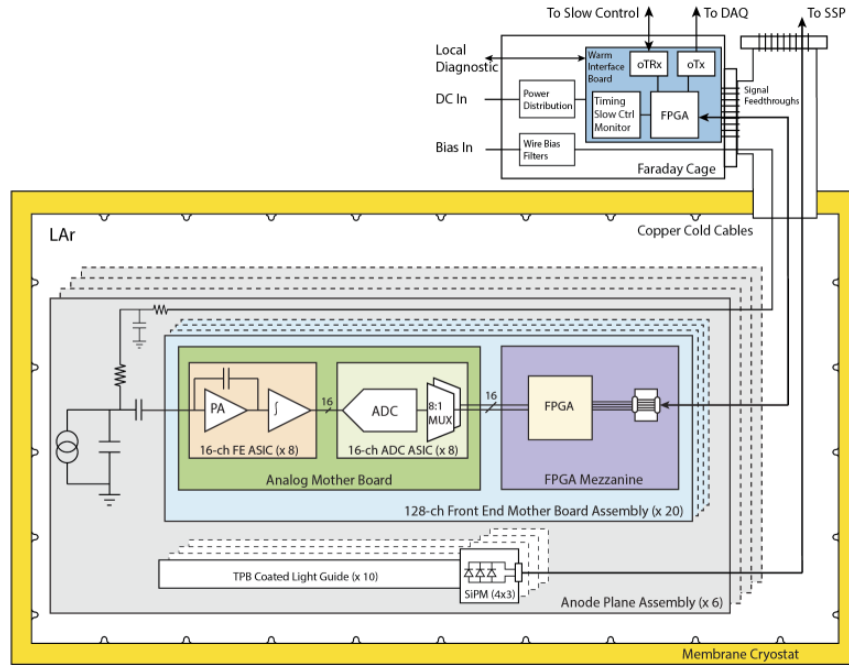 To Slow Control
To DAQ
To SSP
Local
Diagnostic
Warm
Interface
Board
oTRx
oTx
DC In
Power
Distribution
Timing
Slow Ctrl
Monitor
FPGA
Signal
Feedthroughs
Bias In
Wire Bias
Filters
Faraday Cage
LAr
Copper Cold Cables
PA
∫
16
ADC
8:1
MUX
16
FPGA
16-ch FE ASIC (x 8)
16-ch ADC ASIC (x 8)
Analog Mother Board
FPGA Mezzanine
128-ch Front End Mother Board Assembly (x 20)
TPB Coated Light Guide (x 10)
SiPM (4x3)
Anode Plane Assembly (x 6)
Membrane Cryostat